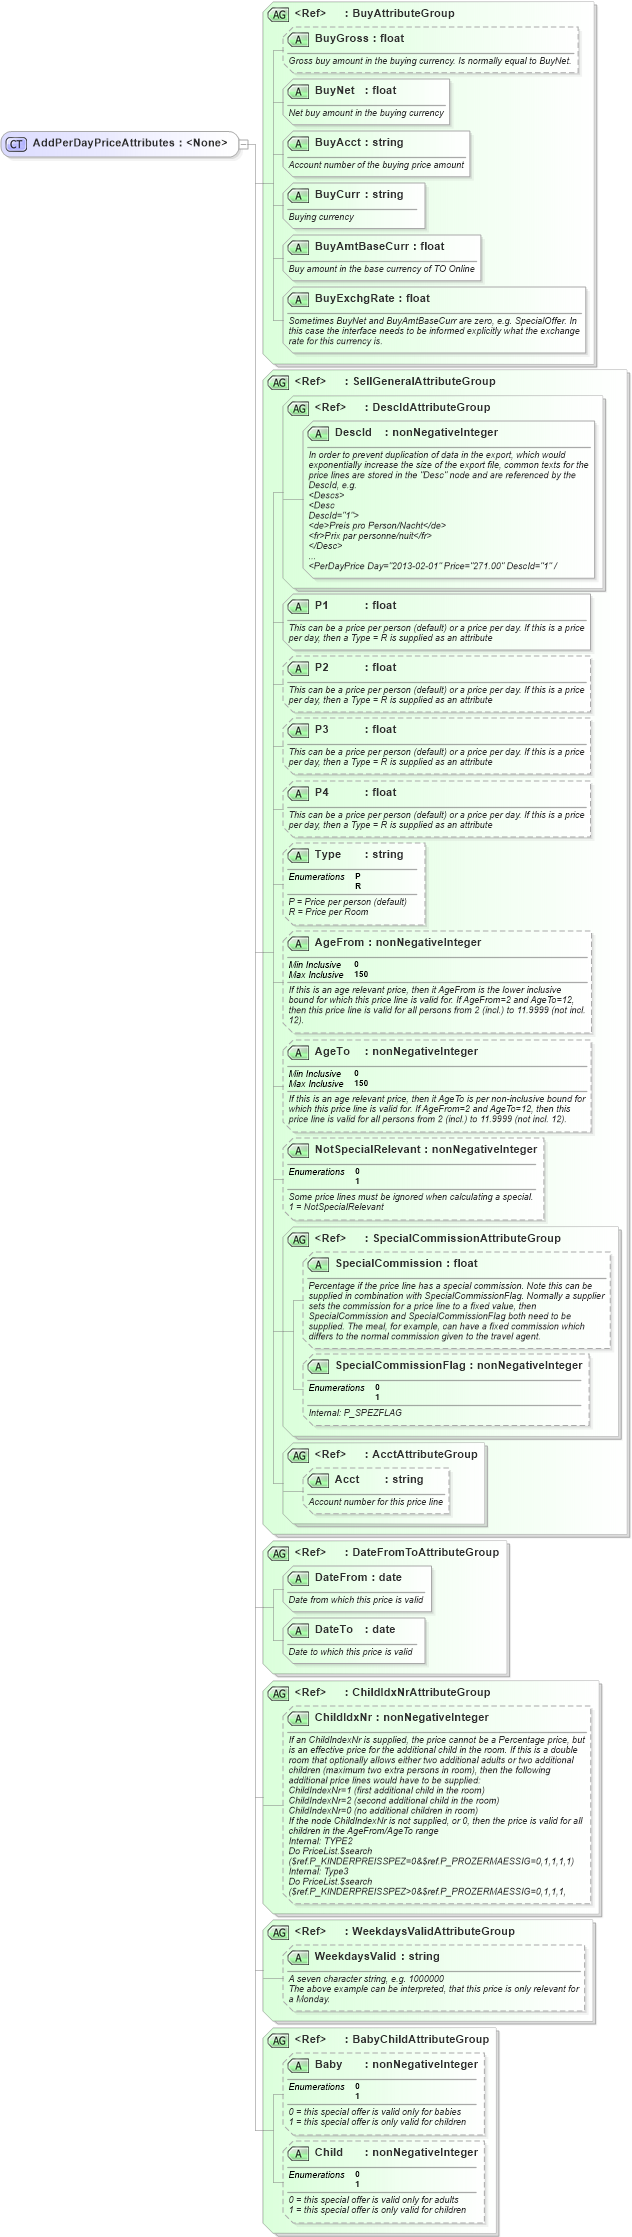 AG <Ref> : BuyAttributeGroup
A BuyGross : float
Gross buy amount in the buying currency. Is normally equal to BuyNet.
A BuyNet : float
Net buy amount in the buying currency
CT AddPerDayPriceAttributes : <None>
A BuyAcct : string
Account number of the buying price amount
A BuyCurr : string
Buying currency
A BuyAmtBaseCurr : float
Buy amount in the base currency of TO Online
A BuyExchgRate : float
Sometimes BuyNet and BuyAmtBaseCurr are zero, e.g. SpecialOffer. In
this case the interface needs to be informed explicitly what the exchange
rate for this currency is.
AG <Ref> : SellGeneralAttributeGroup
AG <Ref> : DescIdAttributeGroup
A DescId : nonNegativeInteger
In order to prevent duplication of data in the export, which would
exponentially increase the size of the export file, common texts for the
price lines are stored in the "Desc" node and are referenced by the
DescId, e.g.
<Descs>
<Desc
DescId="1">
<de>Preis pro Person/Nacht</de>
<fr>Prix par personne/nuit</fr>
</Desc>
...
<PerDayPrice Day="2013-02-01" Price="271.00" DescId="1" /
A P1 : float
This can be a price per person (default) or a price per day. If this is a price
per day, then a Type = R is supplied as an attribute
A P2 : float
This can be a price per person (default) or a price per day. If this is a price
per day, then a Type = R is supplied as an attribute
A P3 : float
This can be a price per person (default) or a price per day. If this is a price
per day, then a Type = R is supplied as an attribute
A P4 : float
This can be a price per person (default) or a price per day. If this is a price
per day, then a Type = R is supplied as an attribute
A Type : string
Enumerations P
R
P = Price per person (default)
R = Price per Room
A AgeFrom : nonNegativeInteger
Min Inclusive 0
Max Inclusive 150
If this is an age relevant price, then it AgeFrom is the lower inclusive
bound for which this price line is valid for. If AgeFrom=2 and AgeTo=12,
then this price line is valid for all persons from 2 (incl.) to 11.9999 (not incl.
12).
A AgeTo : nonNegativeInteger
Min Inclusive 0
Max Inclusive 150
If this is an age relevant price, then it AgeTo is per non-inclusive bound for
which this price line is valid for. If AgeFrom=2 and AgeTo=12, then this
price line is valid for all persons from 2 (incl.) to 11.9999 (not incl. 12).
A NotSpecialRelevant : nonNegativeInteger
Enumerations 0
1
Some price lines must be ignored when calculating a special.
1 = NotSpecialRelevant
AG <Ref> : SpecialCommissionAttributeGroup
A SpecialCommission : float
Percentage if the price line has a special commission. Note this can be
supplied in combination with SpecialCommissionFlag. Normally a supplier
sets the commission for a price line to a fixed value, then
SpecialCommission and SpecialCommissionFlag both need to be
supplied. The meal, for example, can have a fixed commission which
differs to the normal commission given to the travel agent.
A SpecialCommissionFlag : nonNegativeInteger
Enumerations 0
1
Internal: P_SPEZFLAG
AG <Ref> : AcctAttributeGroup
A Acct : string
Account number for this price line
AG <Ref> : DateFromToAttributeGroup
A DateFrom : date
Date from which this price is valid
A DateTo : date
Date to which this price is valid
AG <Ref> : ChildIdxNrAttributeGroup
A ChildIdxNr : nonNegativeInteger
If an ChildIndexNr is supplied, the price cannot be a Percentage price, but
is an effective price for the additional child in the room. If this is a double
room that optionally allows either two additional adults or two additional
children (maximum two extra persons in room), then the following
additional price lines would have to be supplied:
ChildIndexNr=1 (first additional child in the room)
ChildIndexNr=2 (second additional child in the room)
ChildIndexNr=0 (no additional children in room)
If the node ChildIndexNr is not supplied, or 0, then the price is valid for all
children in the AgeFrom/AgeTo range
Internal: TYPE2
Do PriceList.$search
($ref.P_KINDERPREISSPEZ=0&$ref.P_PROZERMAESSIG=0,1,1,1,1)
Internal: Type3
Do PriceList.$search
($ref.P_KINDERPREISSPEZ>0&$ref.P_PROZERMAESSIG=0,1,1,1,
AG <Ref> : WeekdaysValidAttributeGroup
A WeekdaysValid : string
A seven character string, e.g. 1000000
The above example can be interpreted, that this price is only relevant for
a Monday.
AG <Ref> : BabyChildAttributeGroup
A Baby : nonNegativeInteger
Enumerations 0
1
0 = this special offer is valid only for babies
1 = this special offer is only valid for children
A Child : nonNegativeInteger
Enumerations 0
1
0 = this special offer is valid only for adults
1 = this special offer is only valid for children